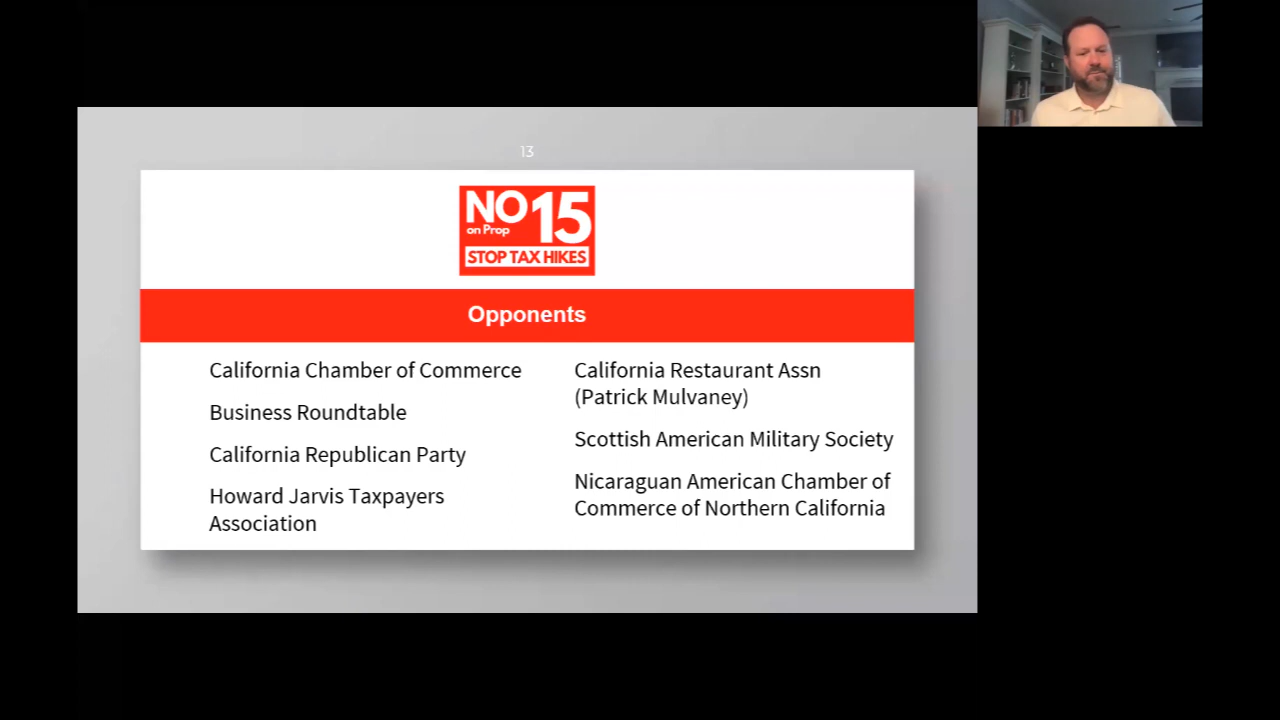 13
NO
on Prop
15
STOP TAX HIKES
Opponents
California Chamber of Commerce
Business Roundtable
California Republican Party
Howard Jarvis Taxpayers
Association
California Restaurant Assn
(Patrick Mulvaney)
Scottish American Military Society
Nicaraguan American Chamber of
Commerce of Northern California